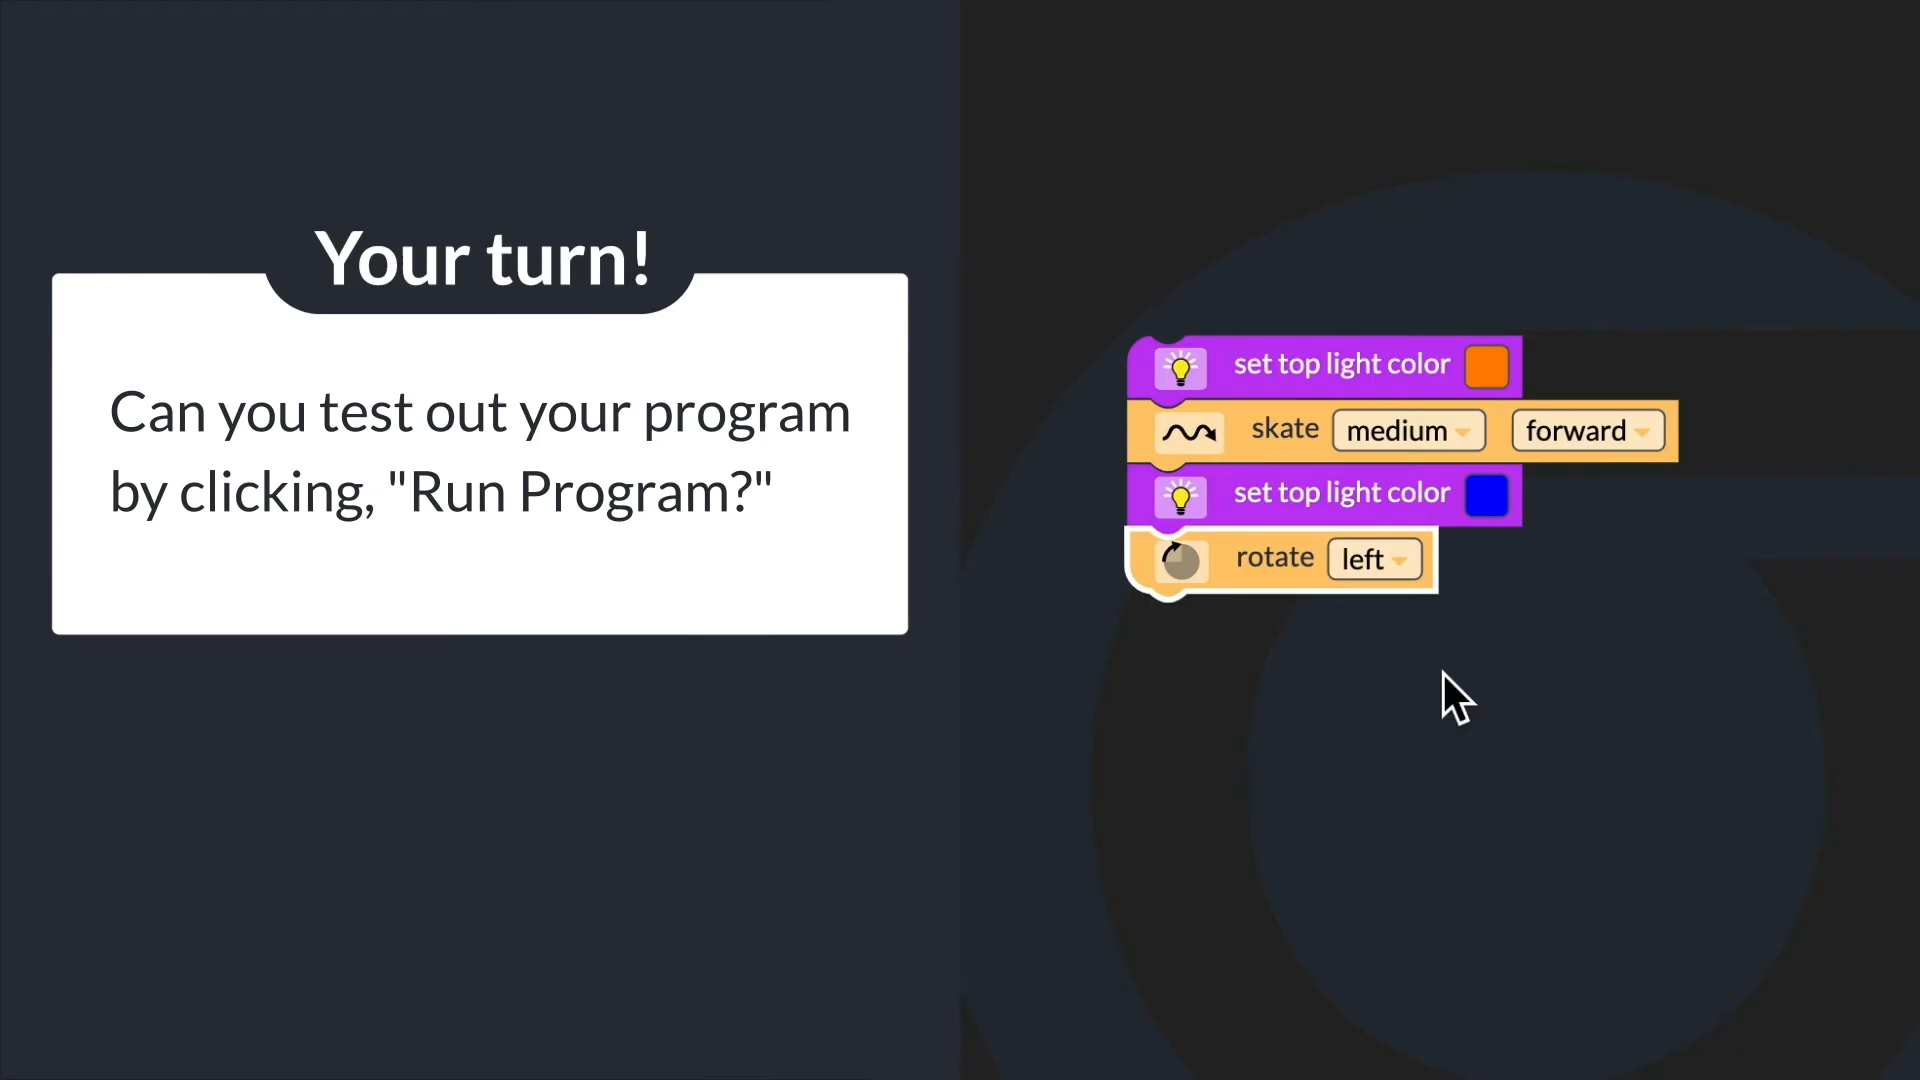 Your turn!
Can you test out your program
by clicking, "Run Program?"
set top light color
skate medium forward
set top light color
rotate left